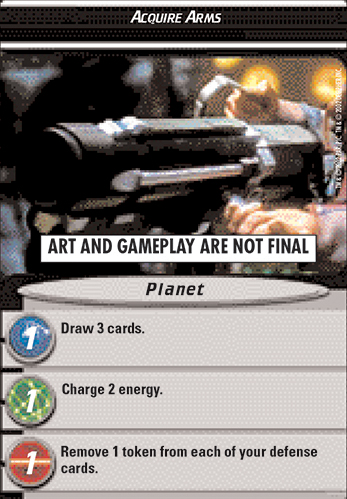 ACQUIRE ARMS
ART AND GAMEPLAY ARE NOT FINAL
Planet
1 Draw 3 cards.
1 Charge 2 energy.
1 Remove 1 token from each of your defense
cards.